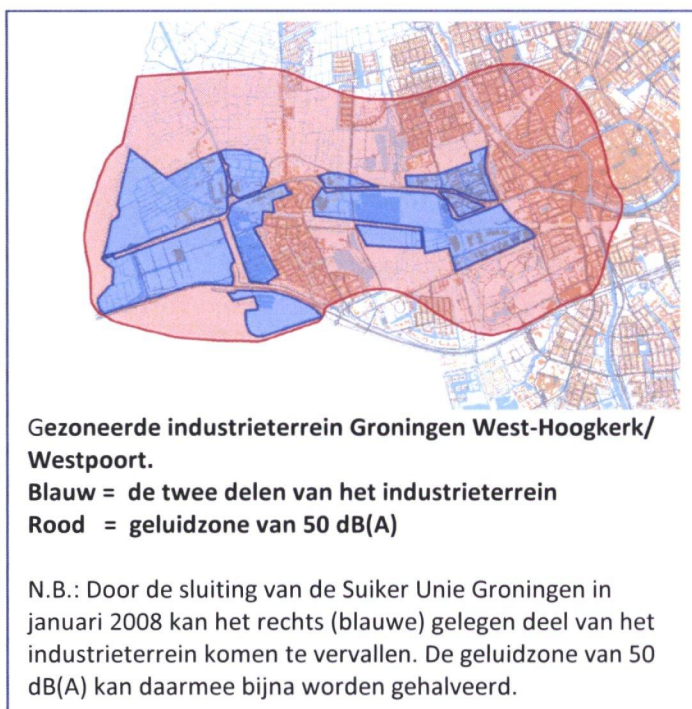 Gezoneerde industrieterrein Groningen West-Hoogkerk/
Westpoort.
Blauw = de twee delen van het industrieterrein
Rood = geluidzone van 50 dB(A)
N.B.: Door de sluiting van de Suiker Unie Groningen in
januari 2008 kan het rechts (blauwe) gelegen deel van het
industrieterrein komen te vervallen. De geluidzone van 50
dB(A) kan daarmee bijna worden gehalveerd.